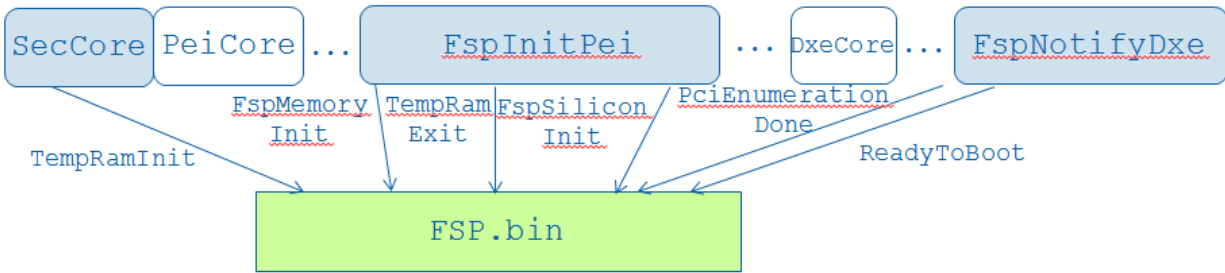 SecCore
PeiCore
...
FspInitPei
...
DxeCore
...
FspNotifyDxe
FspMemory
Init
TempRam
Exit
FspSilicon
Init
PciEnumeration
Done
TempRamInit
ReadyToBoot
FSP.bin